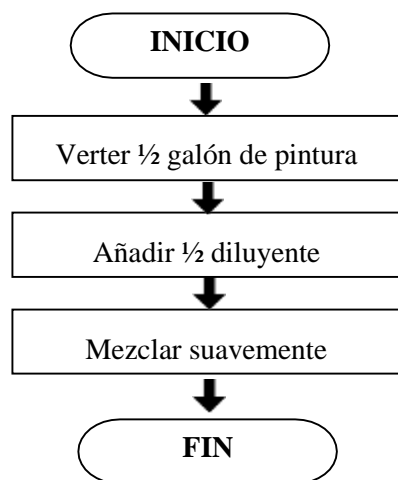 INICIO
Verter ½ galón de pintura
Añadir ½ diluyente
Mezclar suavemente
FIN